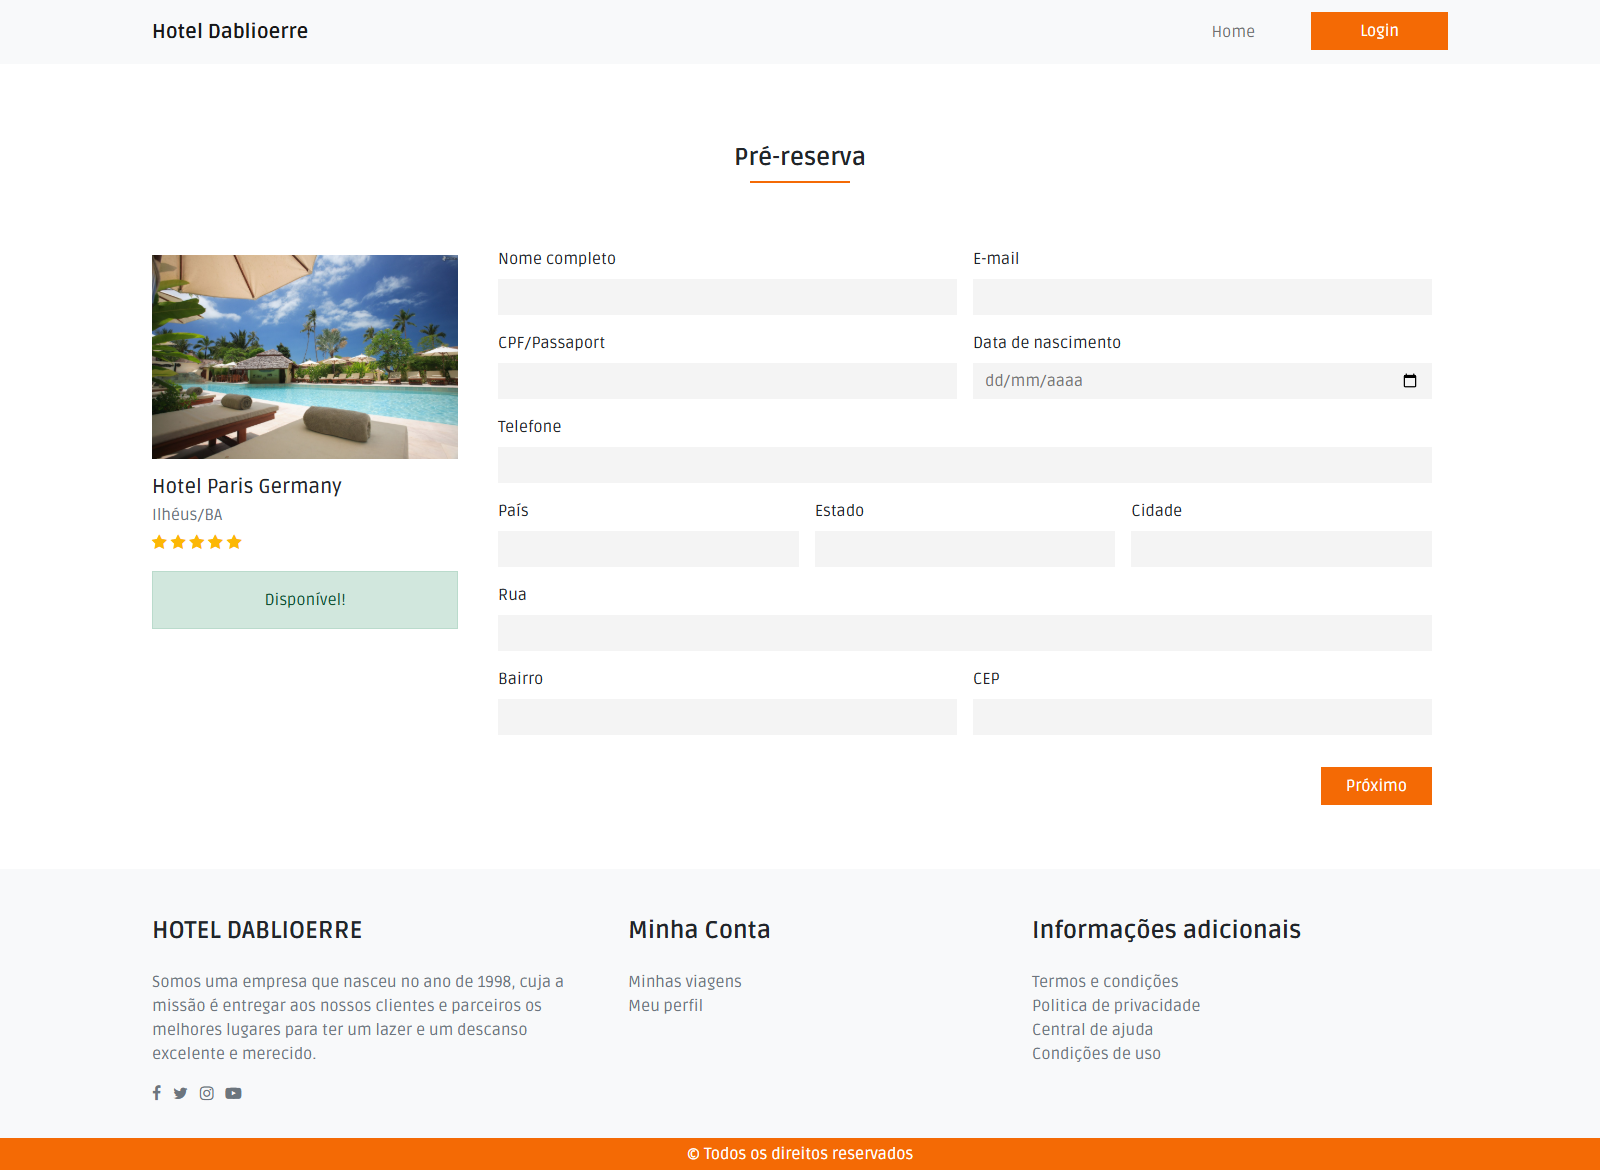 Hotel Dablioerre
Home
Login
Pré-reserva
Hotel Paris Germany
Ilhéus/BA
Disponível!
Nome completo
E-mail
CPF/Passaport
Data de nascimento
dd/mm/aaaa
Telefone
País
Estado
Cidade
Rua
Bairro
CEP
Próximo
HOTEL DABLIOERRE
Somos uma empresa que nasceu no ano de 1998, cuja a
missão é entregar aos nossos clientes e parceiros os
melhores lugares para ter um lazer e um descanso
excelente e merecido.
Minha Conta
Minhas viagens
Meu perfil
Informações adicionais
Termos e condições
Politica de privacidade
Central de ajuda
Condições de uso
© Todos os direitos reservados